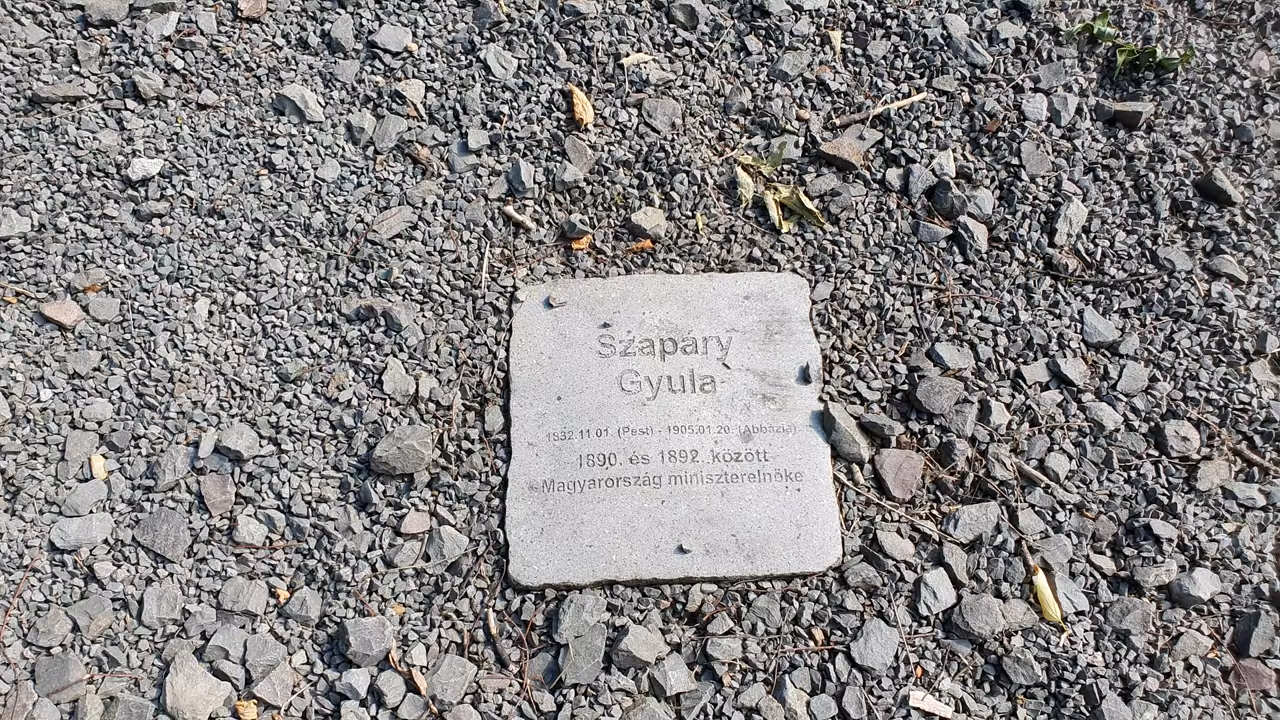 Szapáry
Gyula
1832.11.01. (Pest) - 1905.01.20. (Abbázia)
1890. és 1892. között
Magyarország miniszterelnöke